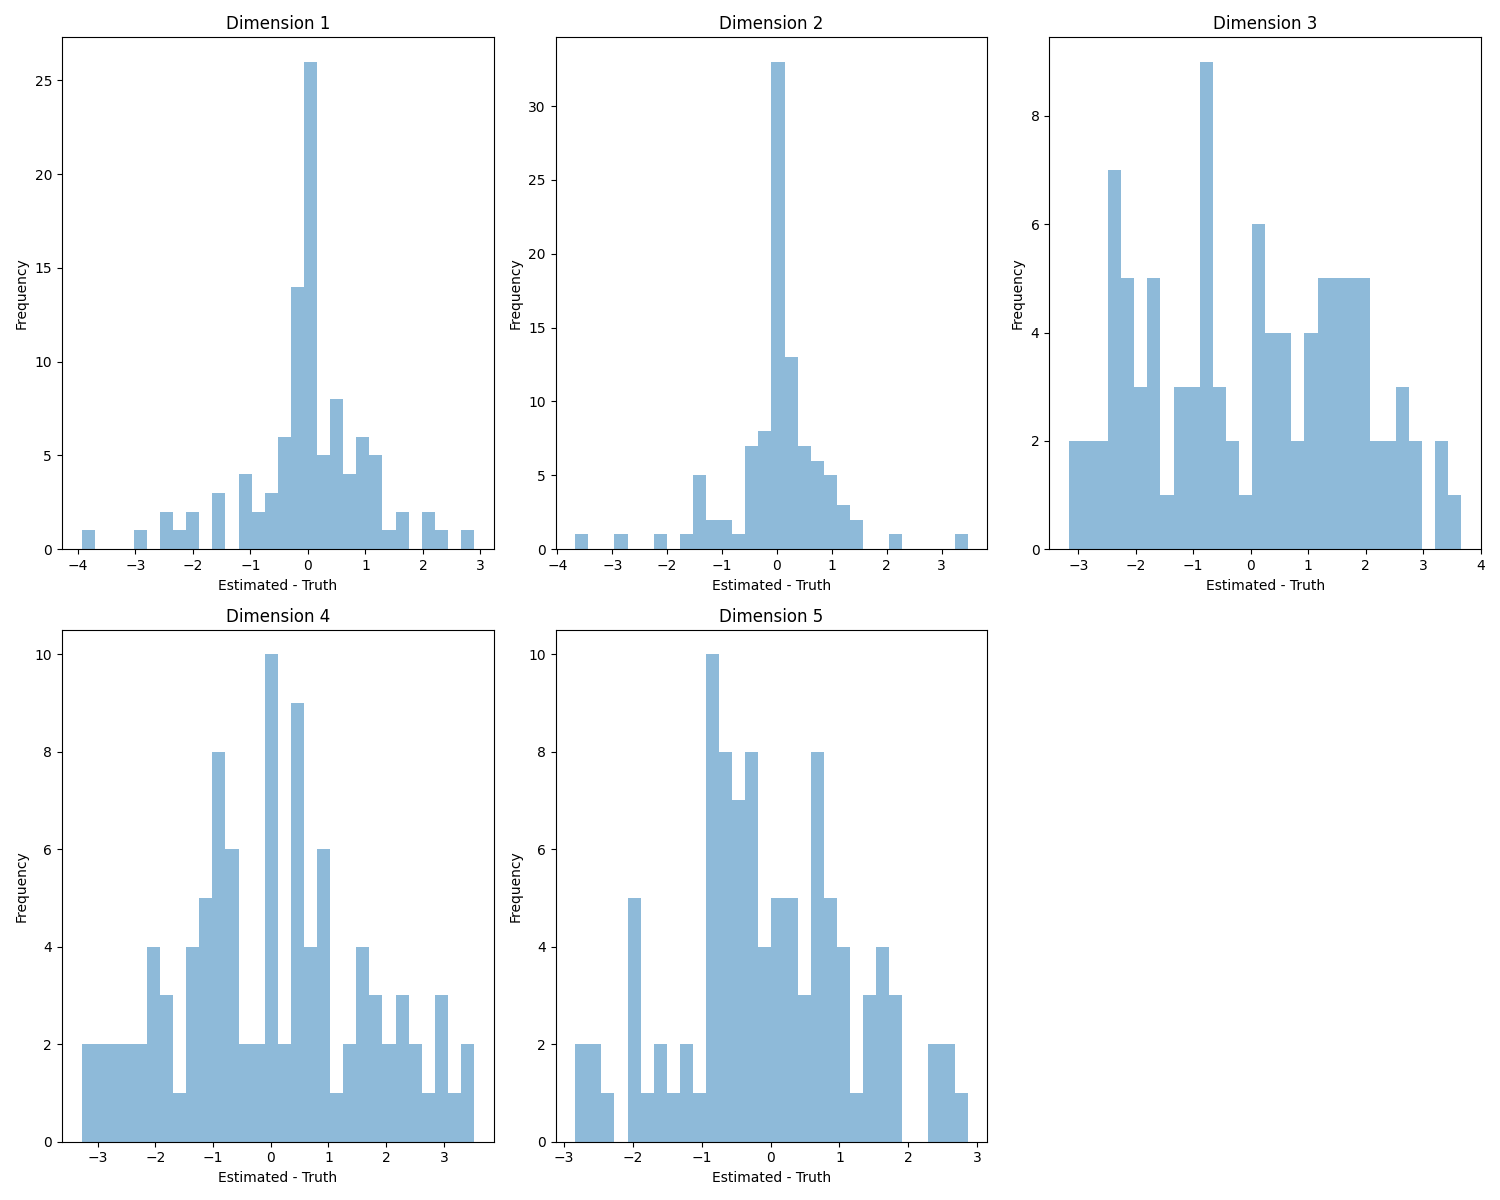 Dimension 1
Frequency
25
20
15
10
5
0
−4 −3 −2 −1 0 1 2 3
Estimated - Truth
Dimension 2
Frequency
30
25
20
15
10
5
0
−4 −3 −2 −1 0 1 2 3
Estimated - Truth
Dimension 3
Frequency
8
6
4
2
0
−3 −2 −1 0 1 2 3 4
Estimated - Truth
Dimension 4
Frequency
10
8
6
4
2
0
−3 −2 −1 0 1 2 3
Estimated - Truth
Dimension 5
Frequency
10
8
6
4
2
0
−3 −2 −1 0 1 2 3
Estimated - Truth